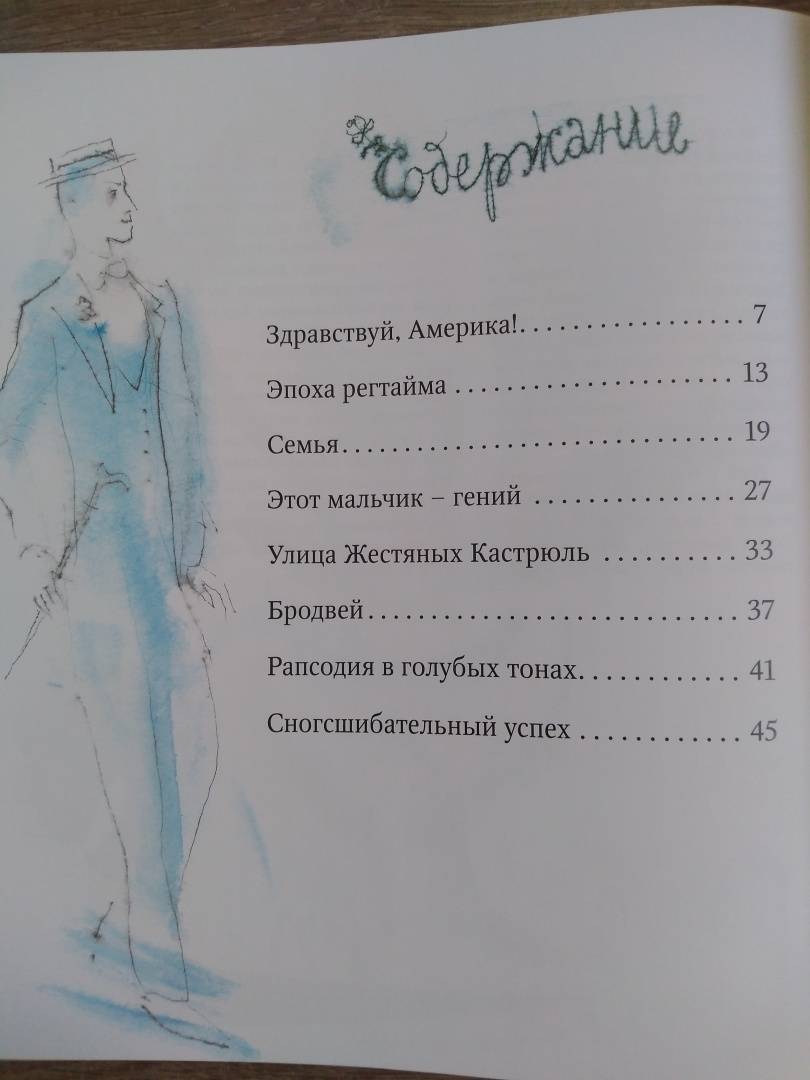 Содержание
Здравствуй, Америка!. . . . . . . . . . . . . . . . . . 7
Эпоха регтайма . . . . . . . . . . . . . . . . . . . . . . 13
Семья. . . . . . . . . . . . . . . . . . . . . . . . . . . . . . . 19
Этот мальчик – гений . . . . . . . . . . . . . . . . 27
Улица Жестяных Кастрюль . . . . . . . . . . 33
Бродвей. . . . . . . . . . . . . . . . . . . . . . . . . . . . . 37
Рапсодия в голубых тонах. . . . . . . . . . . . 41
Сногсшибательный успех . . . . . . . . . . . . 45